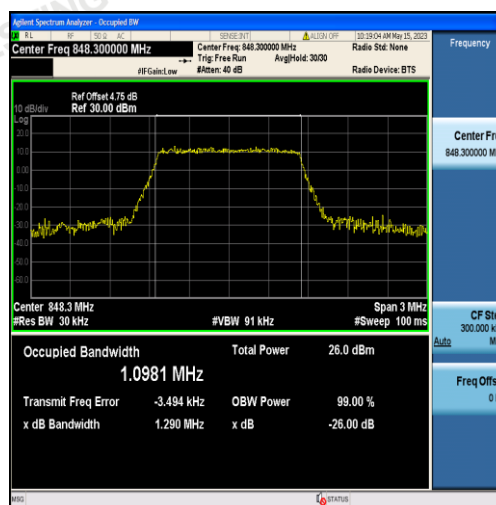 Agilent Spectrum Analyzer - Occupied BW
RL RF 50 Ω AC SENSE:INT ALIGN OFF 10:19:04 AM May 15, 2023
Center Freq 848.300000 MHz Center Freq: 848.300000 MHz Radio Std: None Frequency
Trig: Free Run Avg|Hold: 30/30
#IFGain:Low #Atten: 40 dB Radio Device: BTS
Ref Offset 4.75 dB
10 dB/div Ref 30.00 dBm
Log
20.0
10.0
0.00
-10.0
-20.0
-30.0
-40.0
-50.0
-60.0
Center Fre
848.300000 M
Center 848.3 MHz Span 3 MHz
#Res BW 30 kHz #VBW 91 kHz #Sweep 100 ms
CF Ste
300.000 k
Auto M
Occupied Bandwidth Total Power 26.0 dBm
1.0981 MHz
Transmit Freq Error -3.494 kHz OBW Power 99.00 %
x dB Bandwidth 1.290 MHz x dB -26.00 dB
Freq Offs
0
MSG STATUS